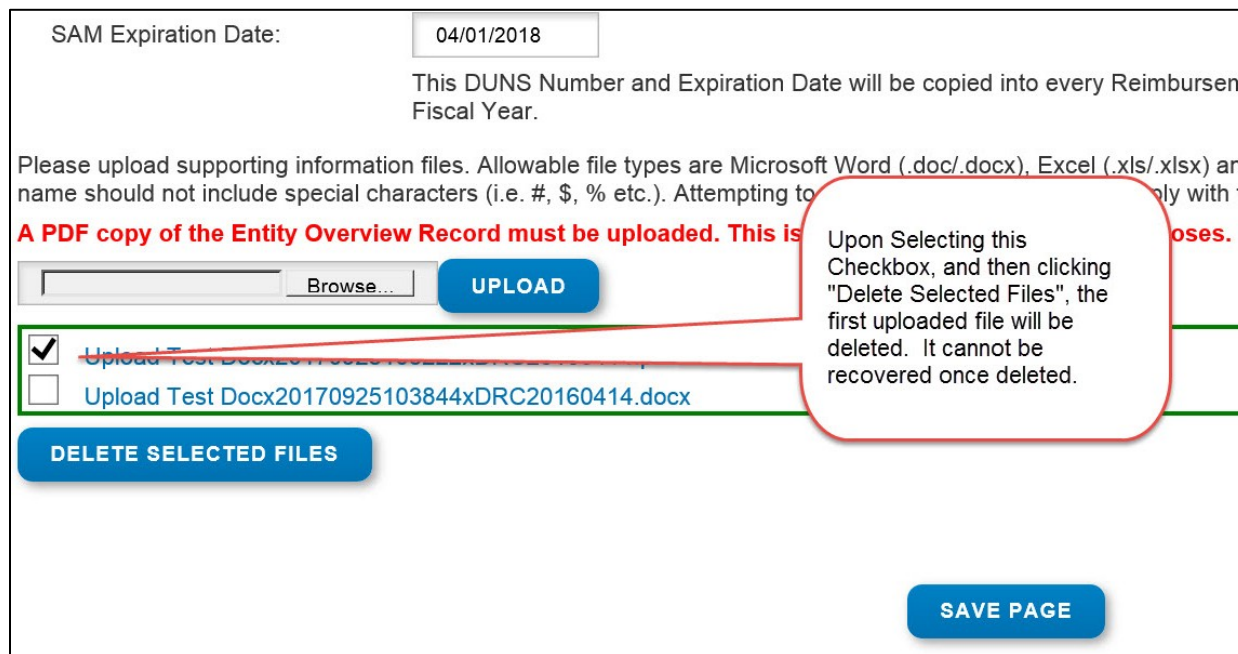 SAM Expiration Date:
04/01/2018
This DUNS Number and Expiration Date will be copied into every
Fiscal Year.
Please upload supporting information files. Allowable file types are Microsoft Word (.doc/.docx), Excel (.xls/.xlsx)
name should not include special characters (i.e. #, $, % etc.). Attempting to
with
A PDF copy of the Entity Overview Record must be uploaded. This is
Browse...
UPLOAD
Upon Selecting this
Checkbox, and then clicking
"Delete Selected Files", the
first uploaded file will be
deleted. It cannot be
recovered once deleted.
Upload Test
Upload Test Docx20170925103844xDRC20160414.docx
DELETE SELECTED FILES
SAVE PAGE